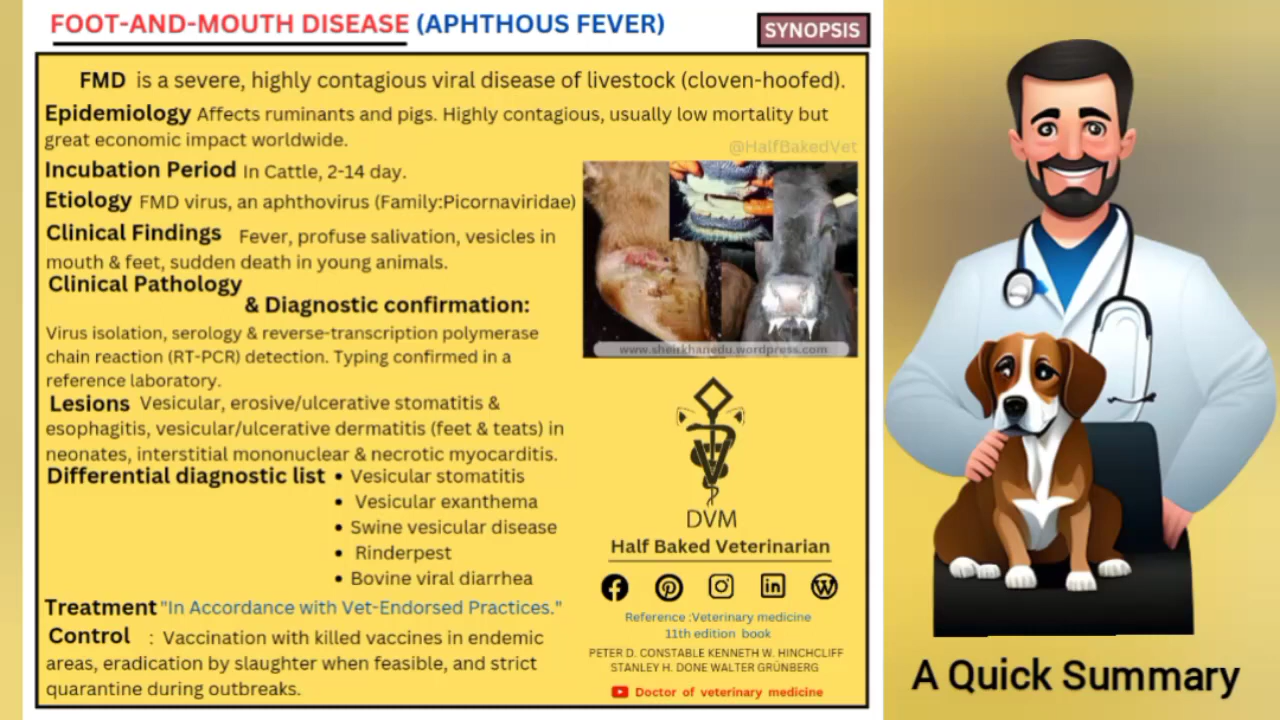 FOOT-AND-MOUTH DISEASE (APHTHOUS FEVER)
SYNOPSIS
FMD is a severe, highly contagious viral disease of livestock (cloven-hoofed).
Epidemiology Affects ruminants and pigs. Highly contagious, usually low mortality but
great economic impact worldwide.
@HalfBakedVet
Incubation Period In Cattle, 2-14 day.
Etiology FMD virus, an aphthovirus (Family:Picornaviridae)
Clinical Findings Fever, profuse salivation, vesicles in
mouth & feet, sudden death in young animals.
Clinical Pathology
& Diagnostic confirmation:
Virus isolation, serology & reverse-transcription polymerase
chain reaction (RT-PCR) detection. Typing confirmed in a
reference laboratory.
www.sheirkhanedu.wordpress.com
Lesions Vesicular, erosive/ulcerative stomatitis &
esophagitis, vesicular/ulcerative dermatitis (feet & teats) in
neonates, interstitial mononuclear & necrotic myocarditis.
Differential diagnostic list • Vesicular stomatitis
• Vesicular exanthema
• Swine vesicular disease
• Rinderpest
• Bovine viral diarrhea
Treatment "In Accordance with Vet-Endorsed Practices."
Control : Vaccination with killed vaccines in endemic
areas, eradication by slaughter when feasible, and strict
quarantine during outbreaks.
DVM
Half Baked Veterinarian
Reference :Veterinary medicine
11th edition book
PETER D. CONSTABLE KENNETH W. HINCHCLIFF
STANLEY H. DONE WALTER GRÜNBERG
Doctor of veterinary medicine
A Quick Summary